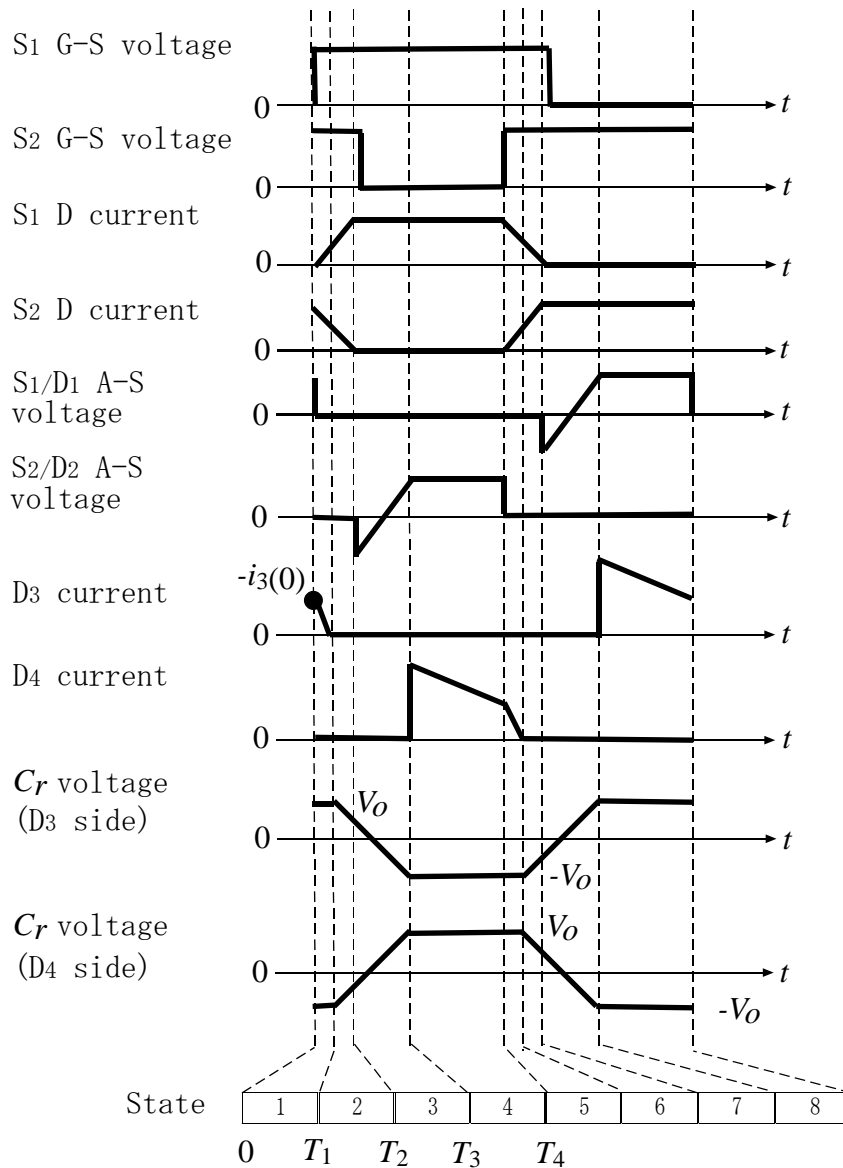 S1 G-S voltage
0
t
S2 G-S voltage
0
t
S1 D current
0
t
S2 D current
0
t
S1/D1 A-S
voltage
0
t
S2/D2 A-S
voltage
0
t
-i3(0)
D3 current
0
t
D4 current
0
t
Cr voltage
(D3 side)
Vo
0
t
-Vo
Cr voltage
(D4 side)
Vo
0
t
-Vo
State 1 2 3 4 5 6 7 8
0 T1 T2 T3 T4